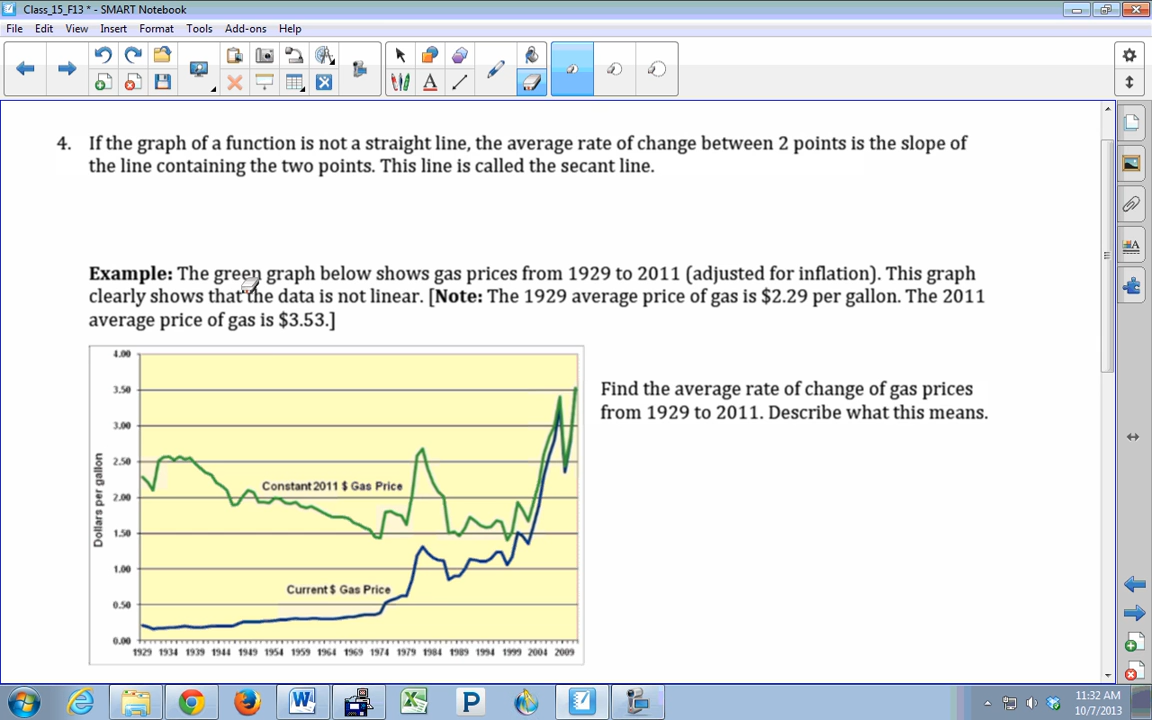 Class_15_F13 * - SMART Notebook
File Edit View Insert Format Tools Add-ons Help
4. If the graph of a function is not a straight line, the average rate of change between 2 points is the slope of
the line containing the two points. This line is called the secant line.
Example: The green graph below shows gas prices from 1929 to 2011 (adjusted for inflation). This graph
clearly shows that the data is not linear. [Note: The 1929 average price of gas is $2.29 per gallon. The 2011
average price of gas is $3.53.]
Find the average rate of change of gas prices
from 1929 to 2011. Describe what this means.
Dollars per gallon
4.00
3.50
3.00
2.50
2.00
1.50
1.00
0.50
0.00
Constant 2011 $ Gas Price
Current $ Gas Price
1929 1934 1939 1944 1949 1954 1959 1964 1969 1974 1979 1984 1989 1994 1999 2004 2009
11:32 AM
10/7/2013